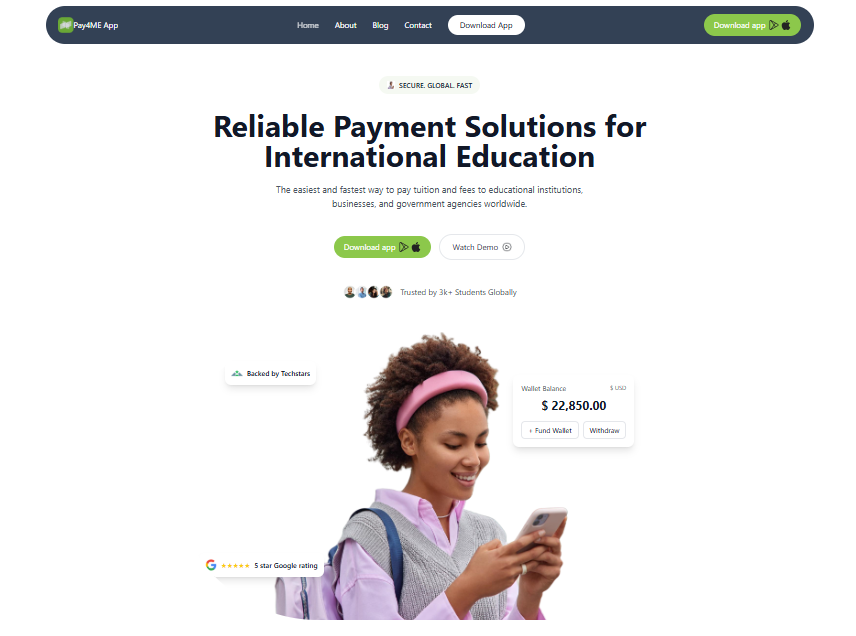 Pay4ME App
Home
About
Blog
Contact
Download App
Download app
SECURE. GLOBAL. FAST
Reliable Payment Solutions for
International Education
The easiest and fastest way to pay tuition and fees to educational institutions,
businesses, and government agencies worldwide.
Download app
Watch Demo
Trusted by 3k+ Students Globally
Backed by Techstars
Wallet Balance
$ USD
$ 22,850.00
+ Fund Wallet
Withdraw
5 star Google rating